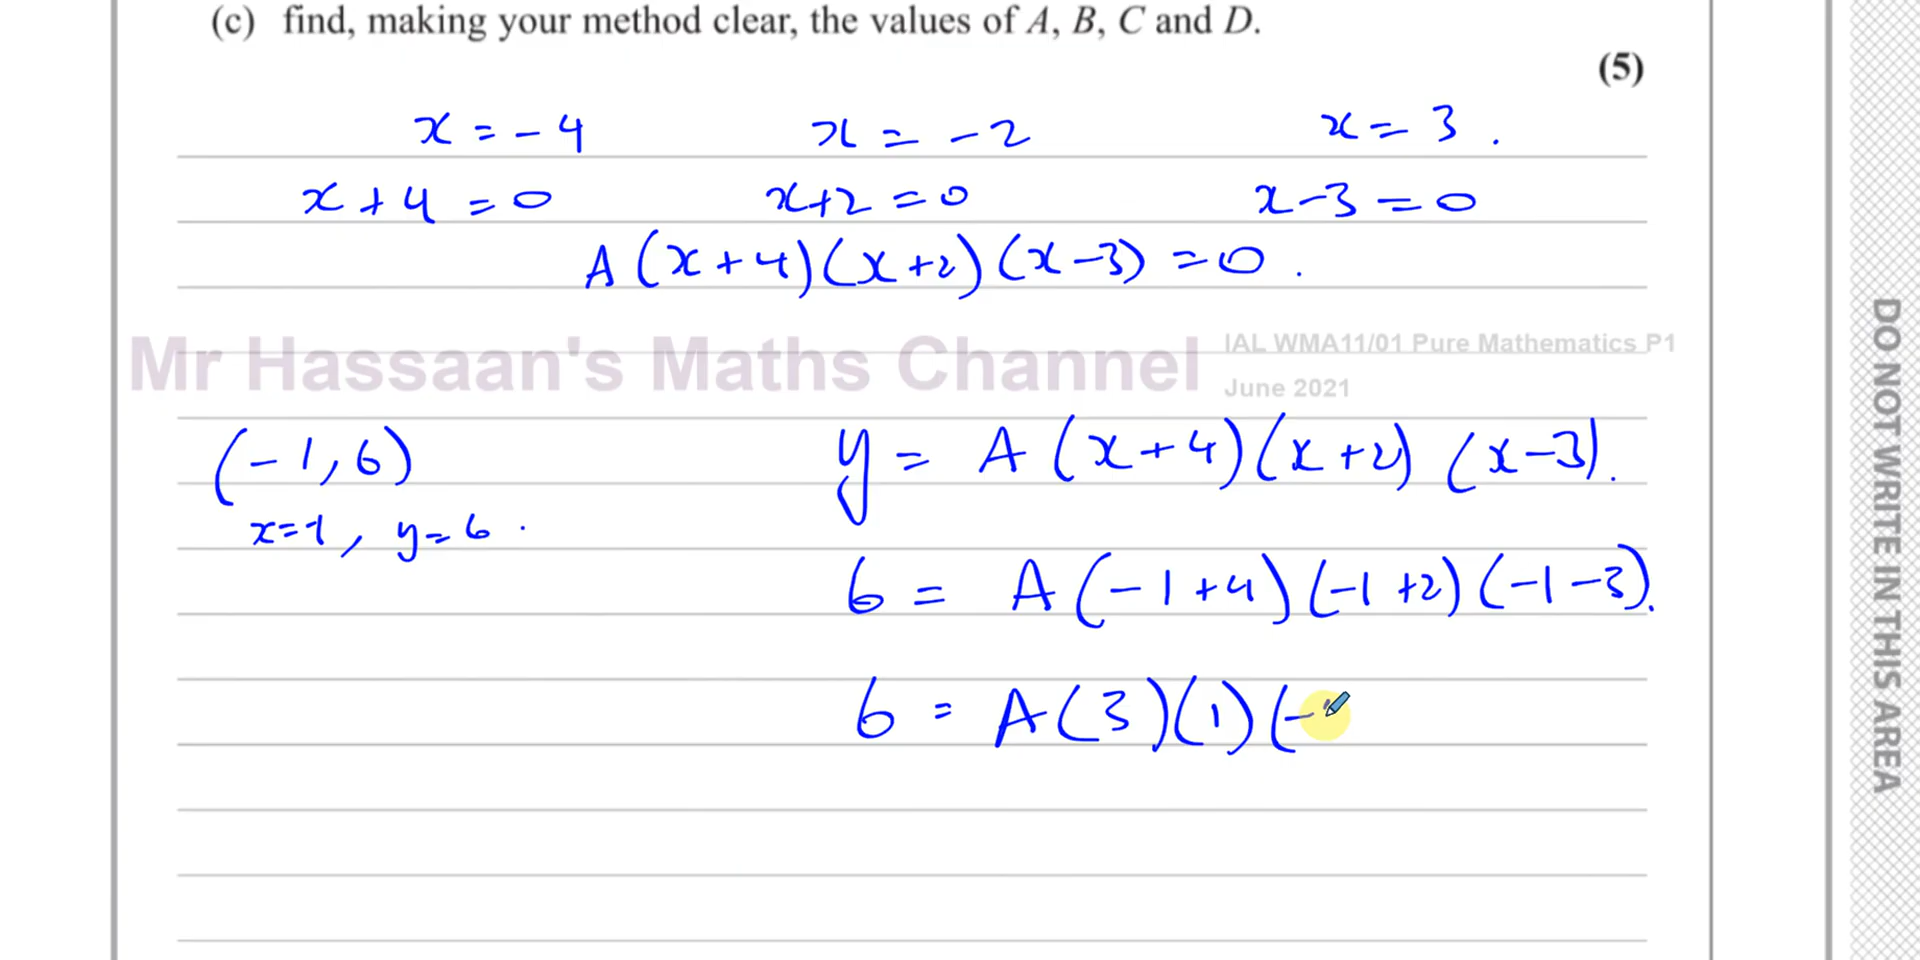 (c) find, making your method clear, the values of A, B, C and D.
(5)
x = -4 x = -2 x = 3 .
x + 4 = 0 x+2 = 0 x-3 = 0
A (x+4)(x+2)(x-3) = 0 .
Mr Hassaan's Maths Channel
IAL WMA11/01 Pure Mathematics P1
June 2021
(-1, 6) y = A (x+4)(x+2) (x-3).
x=-1, y=6 .
6 = A (-1+4)(-1+2)(-1-3).
6 = A(3)(1)(-
DO NOT WRITE IN THIS AREA